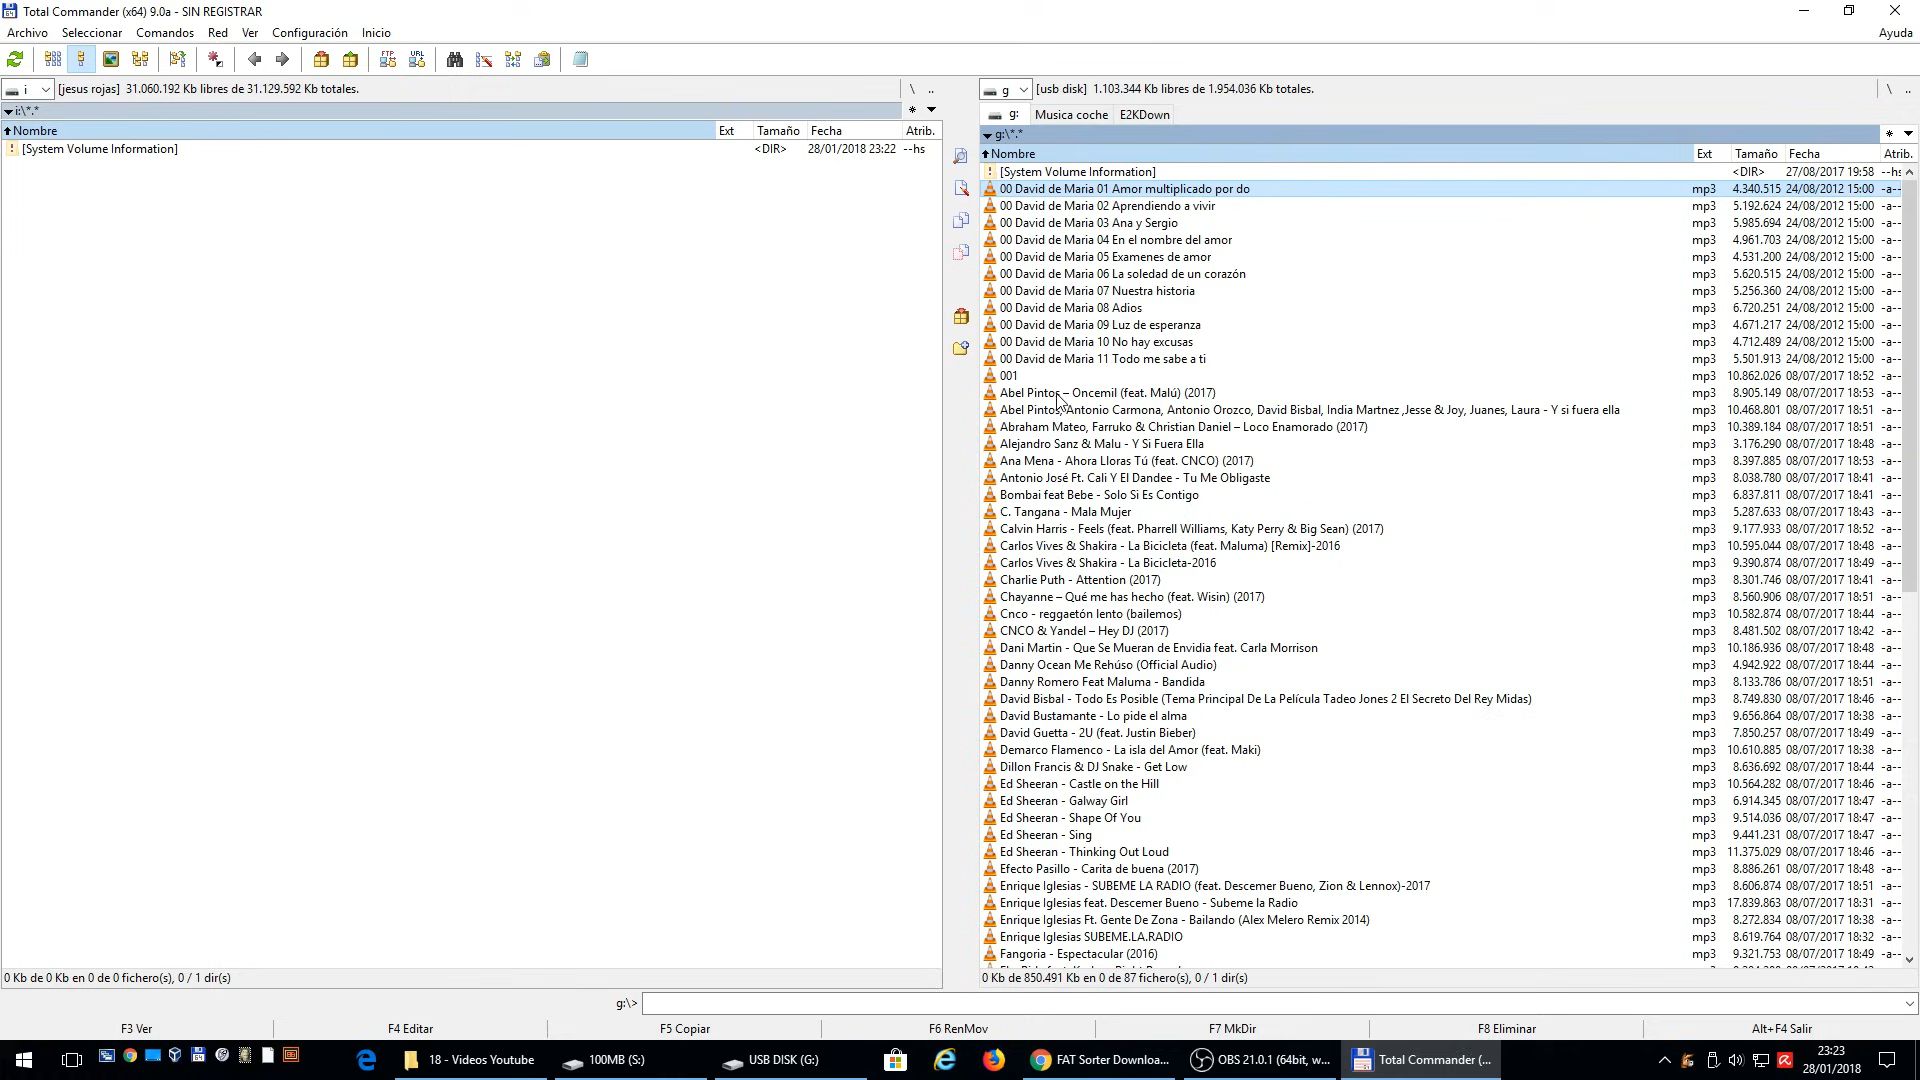 Total Commander (x64) 9.0a - SIN REGISTRAR
Archivo Seleccionar Comandos Red Ver Configuración Inicio Ayuda
FTP URL
i [jesus rojas] 31.060.192 Kb libres de 31.129.592 Kb totales. \ ..
i:\*.* *
Nombre Ext Tamaño Fecha Atrib.
[System Volume Information] <DIR> 28/01/2018 23:22 --hs
0 Kb de 0 Kb en 0 de 0 fichero(s), 0 / 1 dir(s)
g [usb disk] 1.103.344 Kb libres de 1.954.036 Kb totales. \ ..
g: Musica coche E2KDown
g:\*.* *
Nombre Ext Tamaño Fecha Atrib.
[System Volume Information] <DIR> 27/08/2017 19:58 --hs
00 David de Maria 01 Amor multiplicado por do mp3 4.340.515 24/08/2012 15:00 -a--
00 David de Maria 02 Aprendiendo a vivir mp3 5.192.624 24/08/2012 15:00 -a--
00 David de Maria 03 Ana y Sergio mp3 5.985.694 24/08/2012 15:00 -a--
00 David de Maria 04 En el nombre del amor mp3 4.961.703 24/08/2012 15:00 -a--
00 David de Maria 05 Examenes de amor mp3 4.531.200 24/08/2012 15:00 -a--
00 David de Maria 06 La soledad de un corazón mp3 5.620.515 24/08/2012 15:00 -a--
00 David de Maria 07 Nuestra historia mp3 5.256.360 24/08/2012 15:00 -a--
00 David de Maria 08 Adios mp3 6.720.251 24/08/2012 15:00 -a--
00 David de Maria 09 Luz de esperanza mp3 4.671.217 24/08/2012 15:00 -a--
00 David de Maria 10 No hay excusas mp3 4.712.489 24/08/2012 15:00 -a--
00 David de Maria 11 Todo me sabe a ti mp3 5.501.913 24/08/2012 15:00 -a--
001 mp3 10.862.026 08/07/2017 18:52 -a--
Abel Pintos – Oncemil (feat. Malú) (2017) mp3 8.905.149 08/07/2017 18:53 -a--
Abel Pintos, Antonio Carmona, Antonio Orozco, David Bisbal, India Martnez ,Jesse & Joy, Juanes, Laura - Y si fuera ella mp3 10.468.801 08/07/2017 18:51 -a--
Abraham Mateo, Farruko & Christian Daniel – Loco Enamorado (2017) mp3 10.389.184 08/07/2017 18:51 -a--
Alejandro Sanz & Malu - Y Si Fuera Ella mp3 3.176.290 08/07/2017 18:48 -a--
Ana Mena - Ahora Lloras Tú (feat. CNCO) (2017) mp3 8.397.885 08/07/2017 18:53 -a--
Antonio José Ft. Cali Y El Dandee - Tu Me Obligaste mp3 8.038.780 08/07/2017 18:41 -a--
Bombai feat Bebe - Solo Si Es Contigo mp3 6.837.811 08/07/2017 18:41 -a--
C. Tangana - Mala Mujer mp3 5.287.633 08/07/2017 18:43 -a--
Calvin Harris - Feels (feat. Pharrell Williams, Katy Perry & Big Sean) (2017) mp3 9.177.933 08/07/2017 18:52 -a--
Carlos Vives & Shakira - La Bicicleta (feat. Maluma) [Remix]-2016 mp3 10.595.044 08/07/2017 18:48 -a--
Carlos Vives & Shakira - La Bicicleta-2016 mp3 9.390.874 08/07/2017 18:49 -a--
Charlie Puth - Attention (2017) mp3 8.301.746 08/07/2017 18:41 -a--
Chayanne – Qué me has hecho (feat. Wisin) (2017) mp3 8.560.906 08/07/2017 18:51 -a--
Cnco - reggaetón lento (bailemos) mp3 10.582.874 08/07/2017 18:44 -a--
CNCO & Yandel – Hey DJ (2017) mp3 8.481.502 08/07/2017 18:42 -a--
Dani Martin - Que Se Mueran de Envidia feat. Carla Morrison mp3 10.186.936 08/07/2017 18:48 -a--
Danny Ocean Me Rehúso (Official Audio) mp3 4.942.922 08/07/2017 18:44 -a--
Danny Romero Feat Maluma - Bandida mp3 8.133.786 08/07/2017 18:51 -a--
David Bisbal - Todo Es Posible (Tema Principal De La Película Tadeo Jones 2 El Secreto Del Rey Midas) mp3 8.749.830 08/07/2017 18:46 -a--
David Bustamante - Lo pide el alma mp3 9.656.864 08/07/2017 18:38 -a--
David Guetta - 2U (feat. Justin Bieber) mp3 7.850.257 08/07/2017 18:49 -a--
Demarco Flamenco - La isla del Amor (feat. Maki) mp3 10.610.885 08/07/2017 18:38 -a--
Dillon Francis & DJ Snake - Get Low mp3 8.636.692 08/07/2017 18:44 -a--
Ed Sheeran - Castle on the Hill mp3 10.564.282 08/07/2017 18:46 -a--
Ed Sheeran - Galway Girl mp3 6.914.345 08/07/2017 18:47 -a--
Ed Sheeran - Shape Of You mp3 9.514.036 08/07/2017 18:47 -a--
Ed Sheeran - Sing mp3 9.441.231 08/07/2017 18:47 -a--
Ed Sheeran - Thinking Out Loud mp3 11.375.029 08/07/2017 18:46 -a--
Efecto Pasillo - Carita de buena (2017) mp3 8.886.261 08/07/2017 18:48 -a--
Enrique Iglesias - SUBEME LA RADIO (feat. Descemer Bueno, Zion & Lennox)-2017 mp3 8.606.874 08/07/2017 18:51 -a--
Enrique Iglesias feat. Descemer Bueno - Subeme la Radio mp3 17.839.863 08/07/2017 18:31 -a--
Enrique Iglesias Ft. Gente De Zona - Bailando (Alex Melero Remix 2014) mp3 8.272.834 08/07/2017 18:38 -a--
Enrique Iglesias SUBEME.LA.RADIO mp3 8.619.764 08/07/2017 18:32 -a--
Fangoria - Espectacular (2016) mp3 9.321.753 08/07/2017 18:49 -a--
0 Kb de 850.491 Kb en 0 de 87 fichero(s), 0 / 1 dir(s)
g:\>
F3 Ver F4 Editar F5 Copiar F6 RenMov F7 MkDir F8 Eliminar Alt+F4 Salir
18 - Videos Youtube 100MB (S:) USB DISK (G:) FAT Sorter Downloa... OBS 21.0.1 (64bit, w... Total Commander (... 23:23
28/01/2018